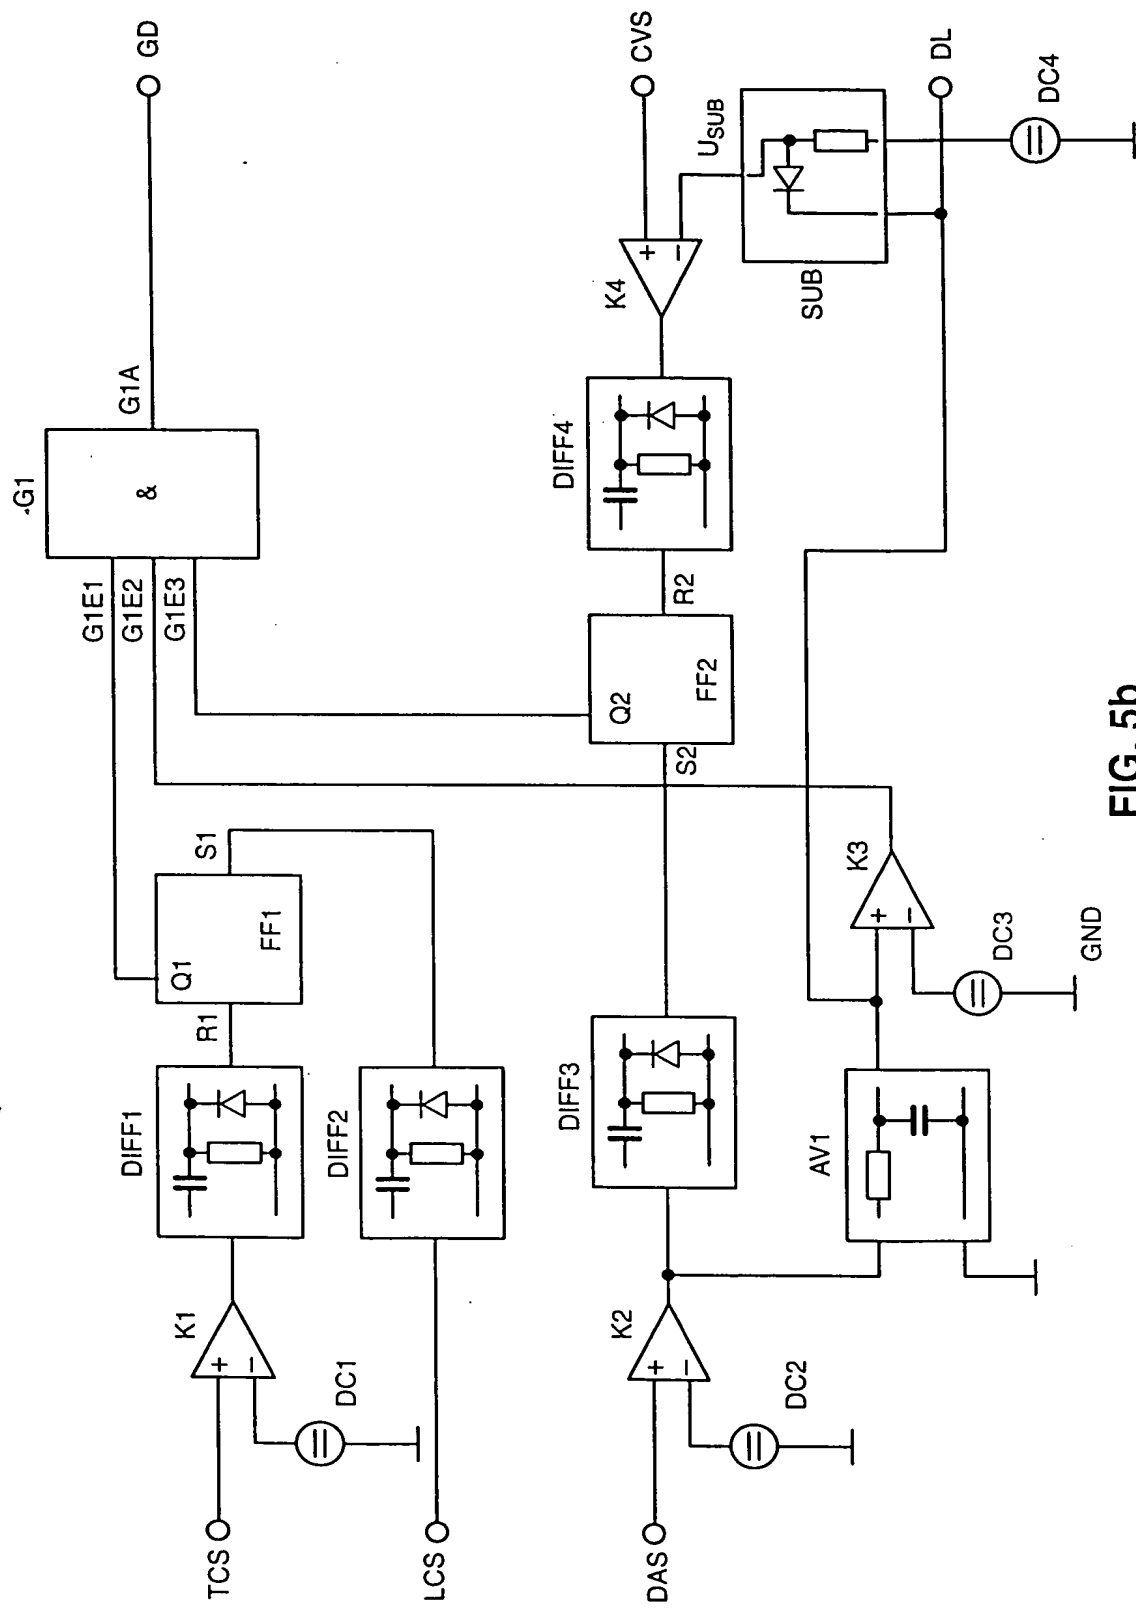 G1
&
G1E1
G1E2
G1E3
G1A
GD
Q1
FF1
R1
S1
DIFF1
DIFF2
K1
+
−
DC1
TCS
LCS
DIFF4
K4
+
−
CVS
USUB
SUB
DL
DC4
R2
Q2
FF2
S2
DIFF3
K2
+
−
DC2
DAS
AV1
K3
+
−
DC3
GND
FIG. 5b